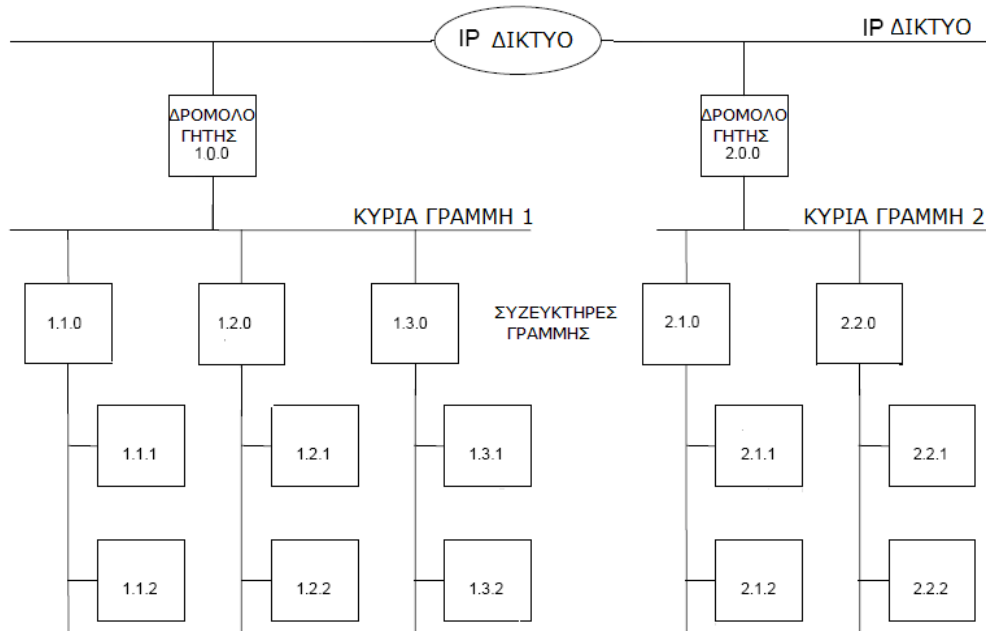 IP ΔΙΚΤΥΟ
IP ΔΙΚΤΥΟ
ΔΡΟΜΟΛΟ
ΓΗΤΗΣ
1.0.0
ΔΡΟΜΟΛΟ
ΓΗΤΗΣ
2.0.0
ΚΥΡΙΑ ΓΡΑΜΜΗ 1
ΚΥΡΙΑ ΓΡΑΜΜΗ 2
1.1.0
1.2.0
1.3.0
ΣΥΖΕΥΚΤΗΡΕΣ
ΓΡΑΜΜΗΣ
2.1.0
2.2.0
1.1.1
1.2.1
1.3.1
2.1.1
2.2.1
1.1.2
1.2.2
1.3.2
2.1.2
2.2.2